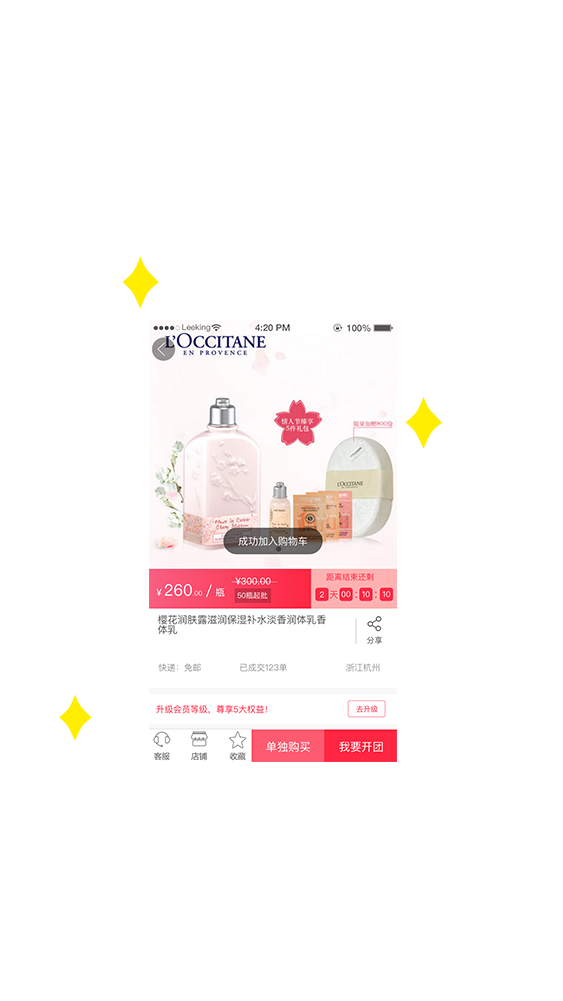 Leeking
4:20 PM
100%
L'OCCITANE
EN PROVENCE
情人节臻享
5件礼包
限量加赠800份
L'OCCITANE
成功加入购物车
¥260.00 / 瓶
¥300.00
50瓶起批
距离结束还剩
2 天 00 : 10 : 10
樱花润肤露滋润保湿补水淡香润体乳香
体乳
分享
快递：免邮
已成交123单
浙江杭州
升级会员等级，尊享5大权益！
去升级
客服
店铺
收藏
单独购买
我要开团